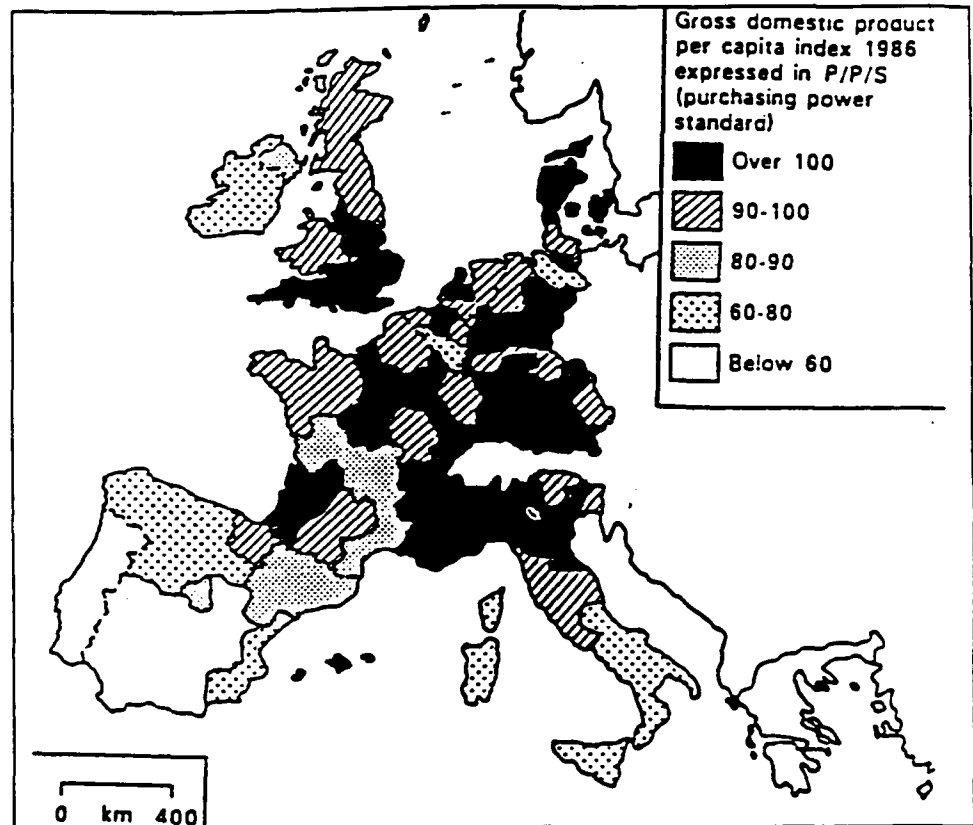 Gross domestic product
per capita index 1986
expressed in P/P/S
(purchasing power
standard)
Over 100
90-100
80-90
60-80
Below 60
0 km 400